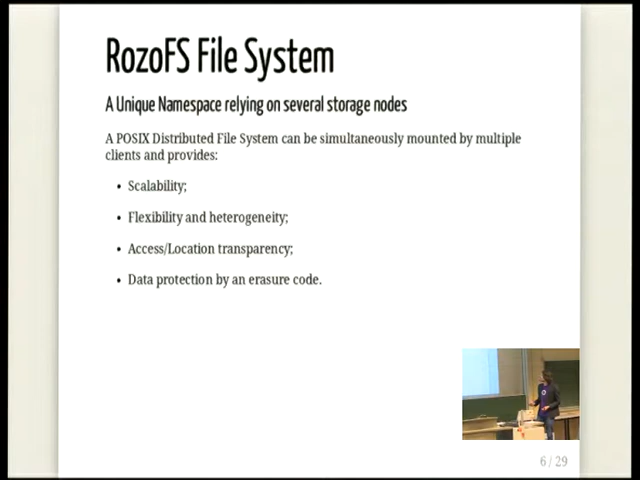 RozoFS File System
A Unique Namespace relying on several storage nodes
A POSIX Distributed File System can be simultaneously mounted by multiple
clients and provides:
• Scalability;
• Flexibility and heterogeneity;
• Access/Location transparency;
• Data protection by an erasure code.
6 / 29